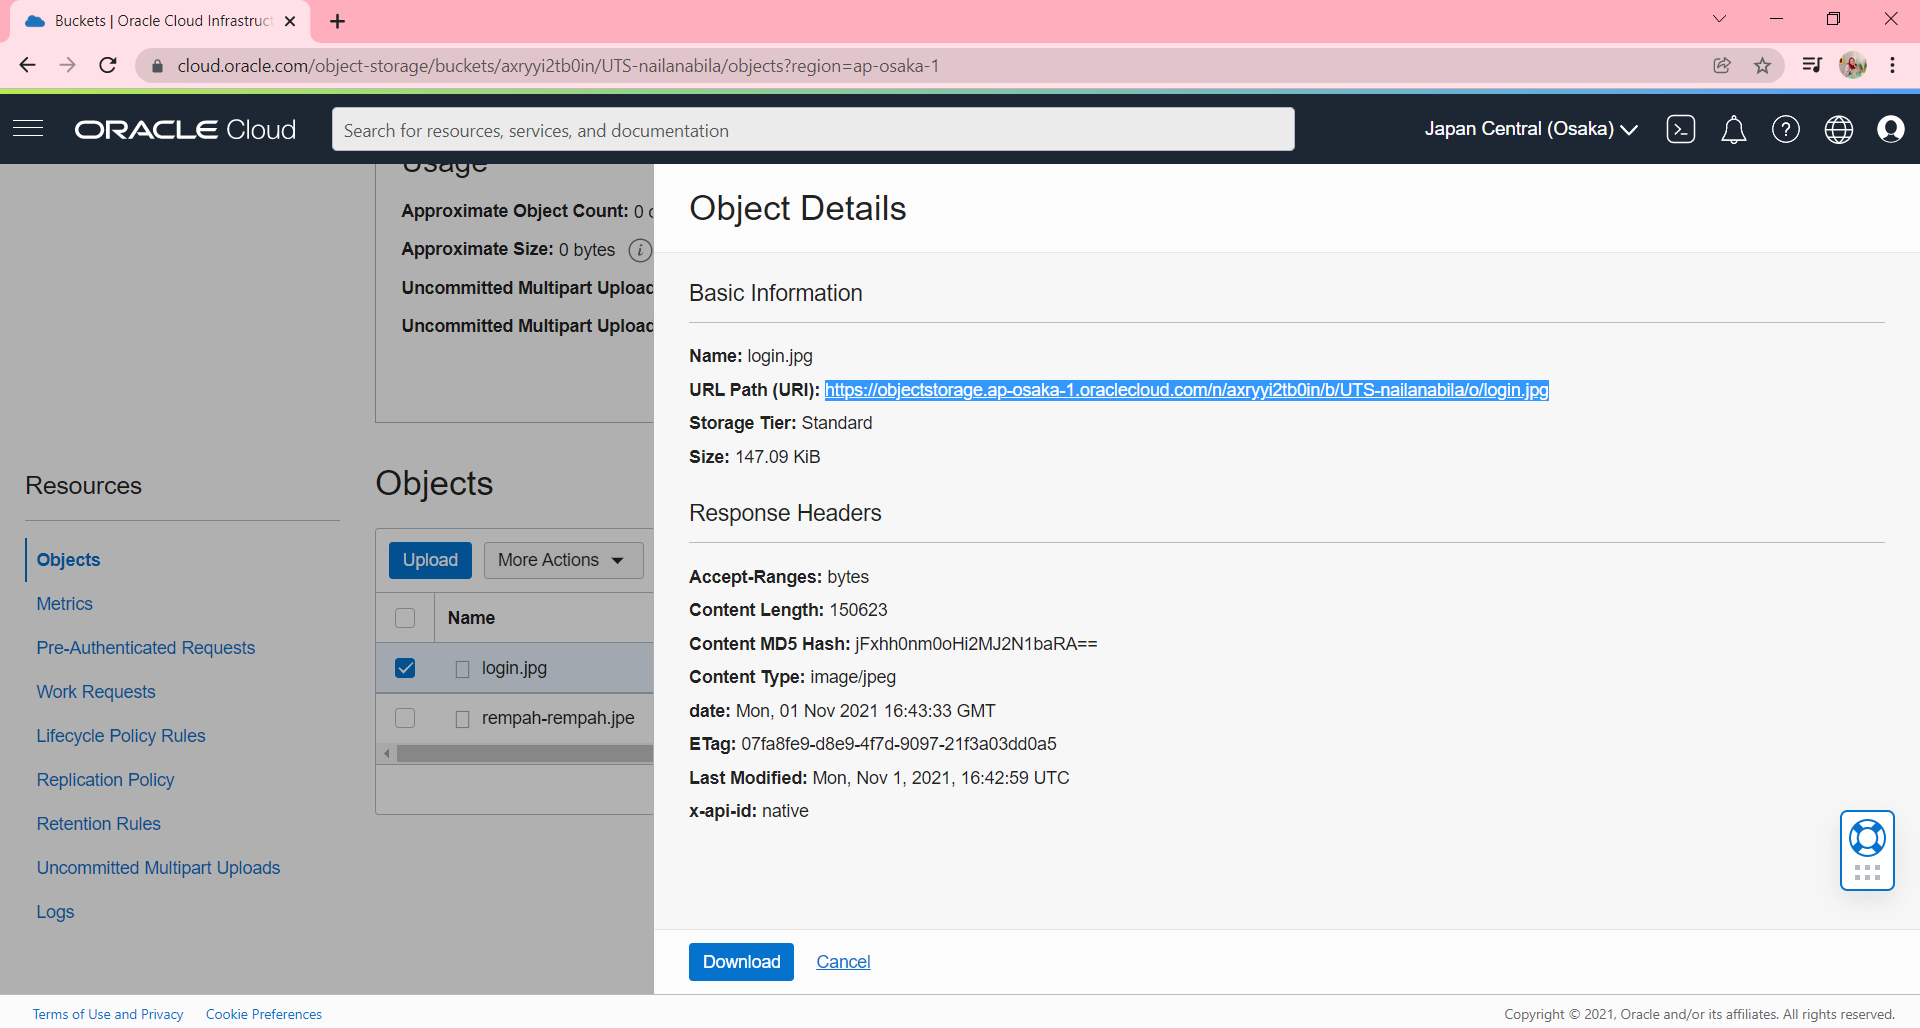 Buckets | Oracle Cloud Infrastruct
cloud.oracle.com/object-storage/buckets/axryyi2tb0in/UTS-nailanabila/objects?region=ap-osaka-1
ORACLE Cloud
Search for resources, services, and documentation
Japan Central (Osaka)
Usage
Approximate Object Count: 0
Approximate Size: 0 bytes
Uncommitted Multipart Upload
Uncommitted Multipart Upload
Resources
Objects
Metrics
Pre-Authenticated Requests
Work Requests
Lifecycle Policy Rules
Replication Policy
Retention Rules
Uncommitted Multipart Uploads
Logs
Objects
Upload More Actions
Name
login.jpg
rempah-rempah.jpe
Object Details
Basic Information
Name: login.jpg
URL Path (URI): https://objectstorage.ap-osaka-1.oraclecloud.com/n/axryyi2tb0in/b/UTS-nailanabila/o/login.jpg
Storage Tier: Standard
Size: 147.09 KiB
Response Headers
Accept-Ranges: bytes
Content Length: 150623
Content MD5 Hash: jFxhh0nm0oHi2MJ2N1baRA==
Content Type: image/jpeg
date: Mon, 01 Nov 2021 16:43:33 GMT
ETag: 07fa8fe9-d8e9-4f7d-9097-21f3a03dd0a5
Last Modified: Mon, Nov 1, 2021, 16:42:59 UTC
x-api-id: native
Download Cancel
Terms of Use and Privacy Cookie Preferences
Copyright © 2021, Oracle and/or its affiliates. All rights reserved.